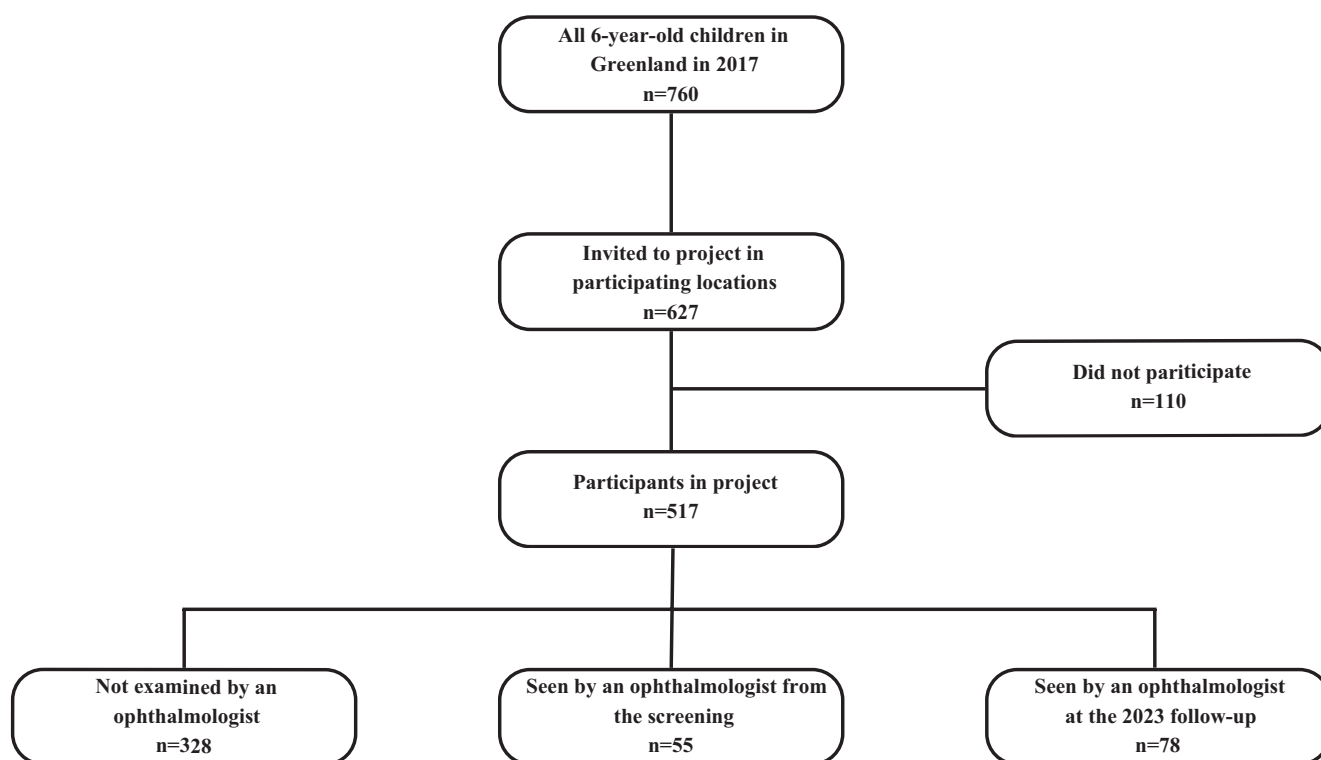 All 6-year-old children in
Greenland in 2017
n=760
Invited to project in
participating locations
n=627
Did not pariticipate
n=110
Participants in project
n=517
Not examined by an
ophthalmologist
n=328
Seen by an ophthalmologist from
the screening
n=55
Seen by an ophthalmologist
at the 2023 follow-up
n=78